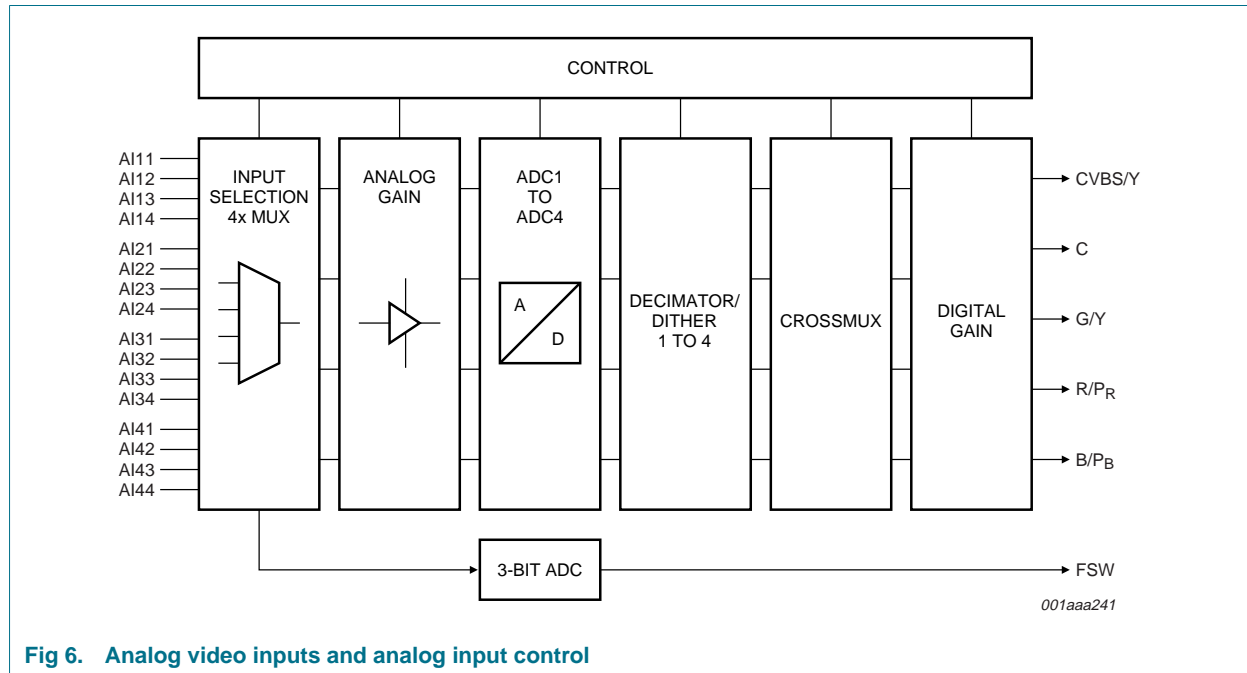 CONTROL
AI11
AI12
AI13
AI14
AI21
AI22
AI23
AI24
AI31
AI32
AI33
AI34
AI41
AI42
AI43
AI44
INPUT
SELECTION
4x MUX
ANALOG
GAIN
ADC1
TO
ADC4
A
D
DECIMATOR/
DITHER
1 TO 4
CROSSMUX
DIGITAL
GAIN
CVBS/Y
C
G/Y
R/PR
B/PB
3-BIT ADC
FSW
001aaa241
Fig 6. Analog video inputs and analog input control